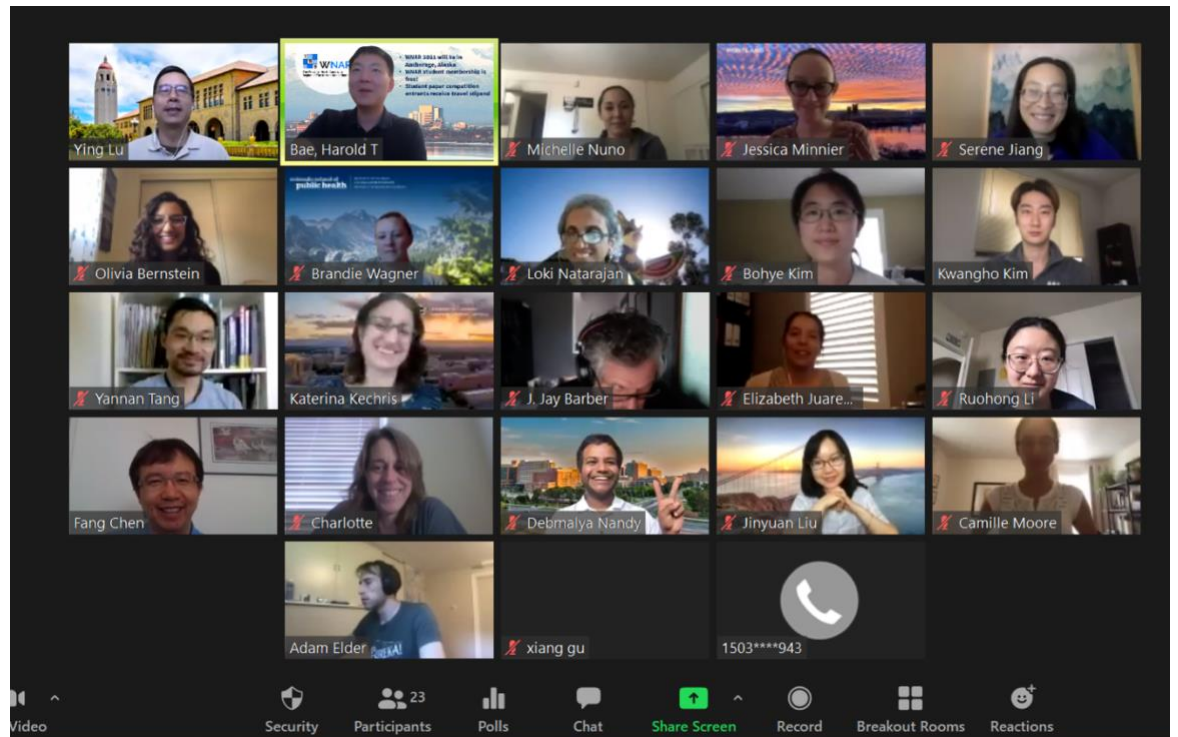 WNAR
• WNAR 2021 will be in
Anchorage, Alaska
• WNAR student membership is
free!
• Student paper competition
entrants receive travel stipend
Ying Lu
Bae, Harold T
Michelle Nuno
Jessica Minnier
Serene Jiang
public health
Olivia Bernstein
Brandie Wagner
Loki Natarajan
Bohye Kim
Kwangho Kim
Yannan Tang
Katerina Kechris
J. Jay Barber
Elizabeth Juare...
Ruohong Li
Fang Chen
Charlotte
Debmalya Nandy
Jinyuan Liu
Camille Moore
Adam Elder
xiang gu
1503****943
23
Video
Security
Participants
Polls
Chat
Share Screen
Record
Breakout Rooms
Reactions